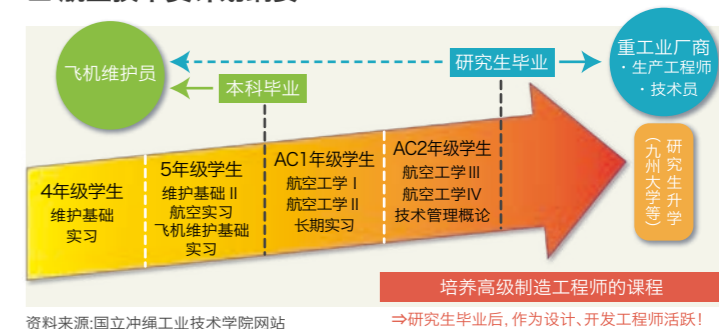 飞机维护员
研究生毕业
本科毕业
重工业厂商
·生产工程师
·技术员
4年级学生
维护基础
实习
5年级学生
维护基础Ⅱ
航空实习
飞机维护基础
实习
AC1年级学生
航空工学Ⅰ
航空工学Ⅱ
长期实习
AC2年级学生
航空工学Ⅲ
航空工学Ⅳ
技术管理概论
研究生升学
(九州大学等)
培养高级制造工程师的课程
资料来源:国立冲绳工业技术学院网站
⇒研究生毕业后,作为设计、开发工程师活跃!